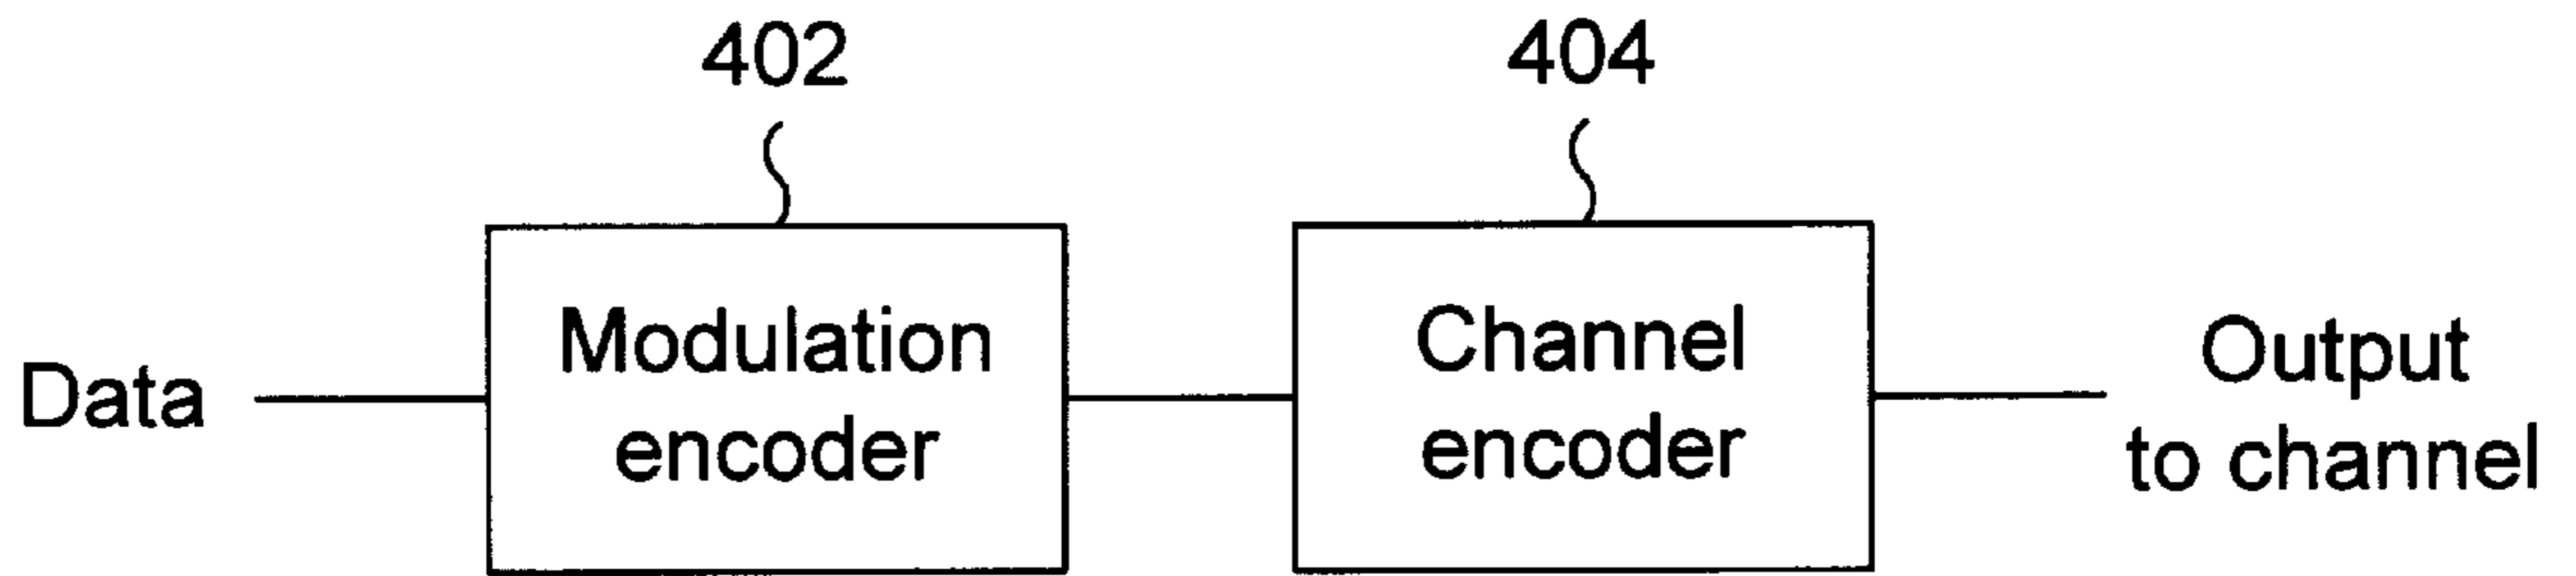 402
404
Data
Modulation
encoder
Channel
encoder
Output
to channel